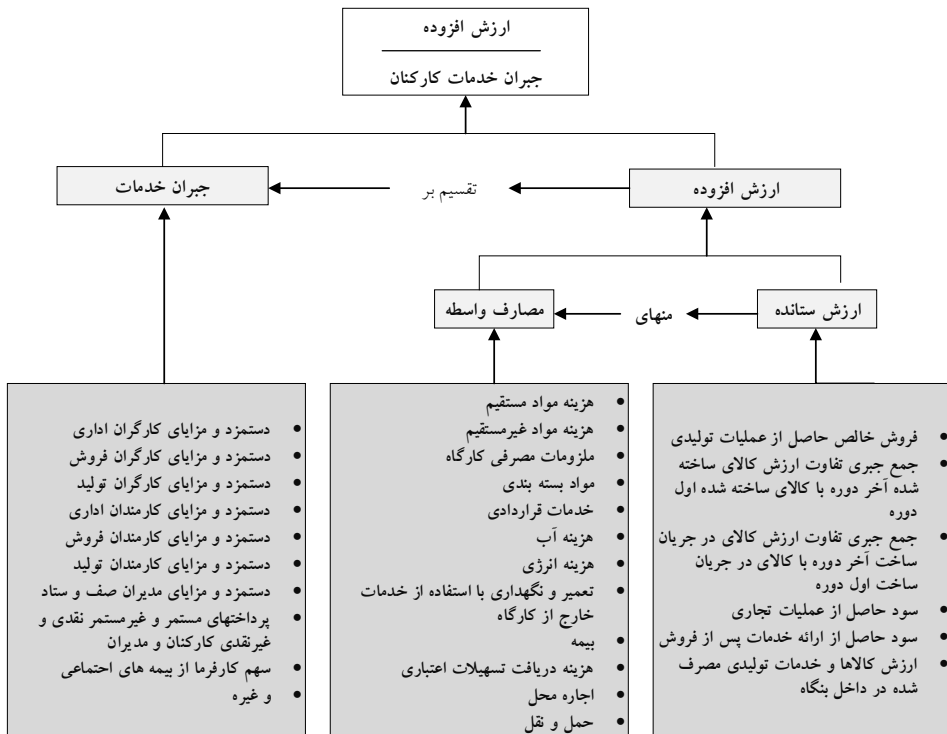 ارزش افزوده
جبران خدمات کارکنان
ارزش افزوده
تقسیم بر
جبران خدمات
ارزش ستانده
منهای
مصارف واسطه
• فروش خالص حاصل از عملیات تولیدی
• جمع جبری تفاوت ارزش کالای ساخته
شده آخر دوره با کالای ساخته شده اول
دوره
• جمع جبری تفاوت ارزش کالای در جریان
ساخت آخر دوره با کالای در جریان
ساخت اول دوره
• سود حاصل از عملیات تجاری
• سود حاصل از ارائه خدمات پس از فروش
• ارزش کالاها و خدمات تولیدی مصرف
شده در داخل بنگاه
• هزینه مواد مستقیم
• هزینه مواد غیرمستقیم
• ملزومات مصرفی کارگاه
• مواد بسته بندی
• خدمات قراردادی
• هزینه آب
• هزینه انرژی
• تعمیر و نگهداری با استفاده از خدمات
خارج از کارگاه
• بیمه
• هزینه دریافت تسهیلات اعتباری
• اجاره محل
• حمل و نقل
• دستمزد و مزایای کارگران اداری
• دستمزد و مزایای کارگران فروش
• دستمزد و مزایای کارگران تولید
• دستمزد و مزایای کارمندان اداری
• دستمزد و مزایای کارمندان فروش
• دستمزد و مزایای کارمندان تولید
• دستمزد و مزایای مدیران صف و ستاد
• پرداختهای مستمر و غیرمستمر نقدی و
غیرنقدی کارکنان و مدیران
• سهم کارفرما از بیمه های اجتماعی
• و غیره